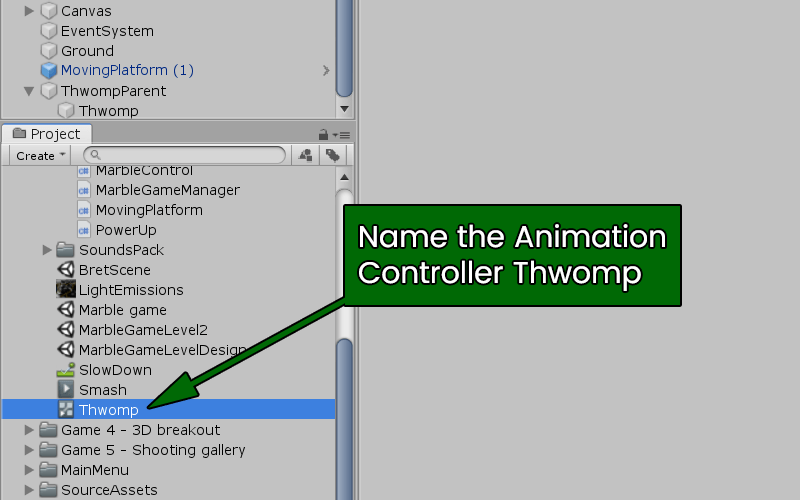 Canvas
EventSystem
Ground
MovingPlatform (1)
ThwompParent
Thwomp
Project
Create
MarbleControl
MarbleGameManager
MovingPlatform
PowerUp
SoundsPack
BretScene
LightEmissions
Marble game
MarbleGameLevel2
MarbleGameLevelDesign
SlowDown
Smash
Thwomp
Game 4 - 3D breakout
Game 5 - Shooting gallery
MainMenu
SourceAssets
Name the Animation
Controller Thwomp